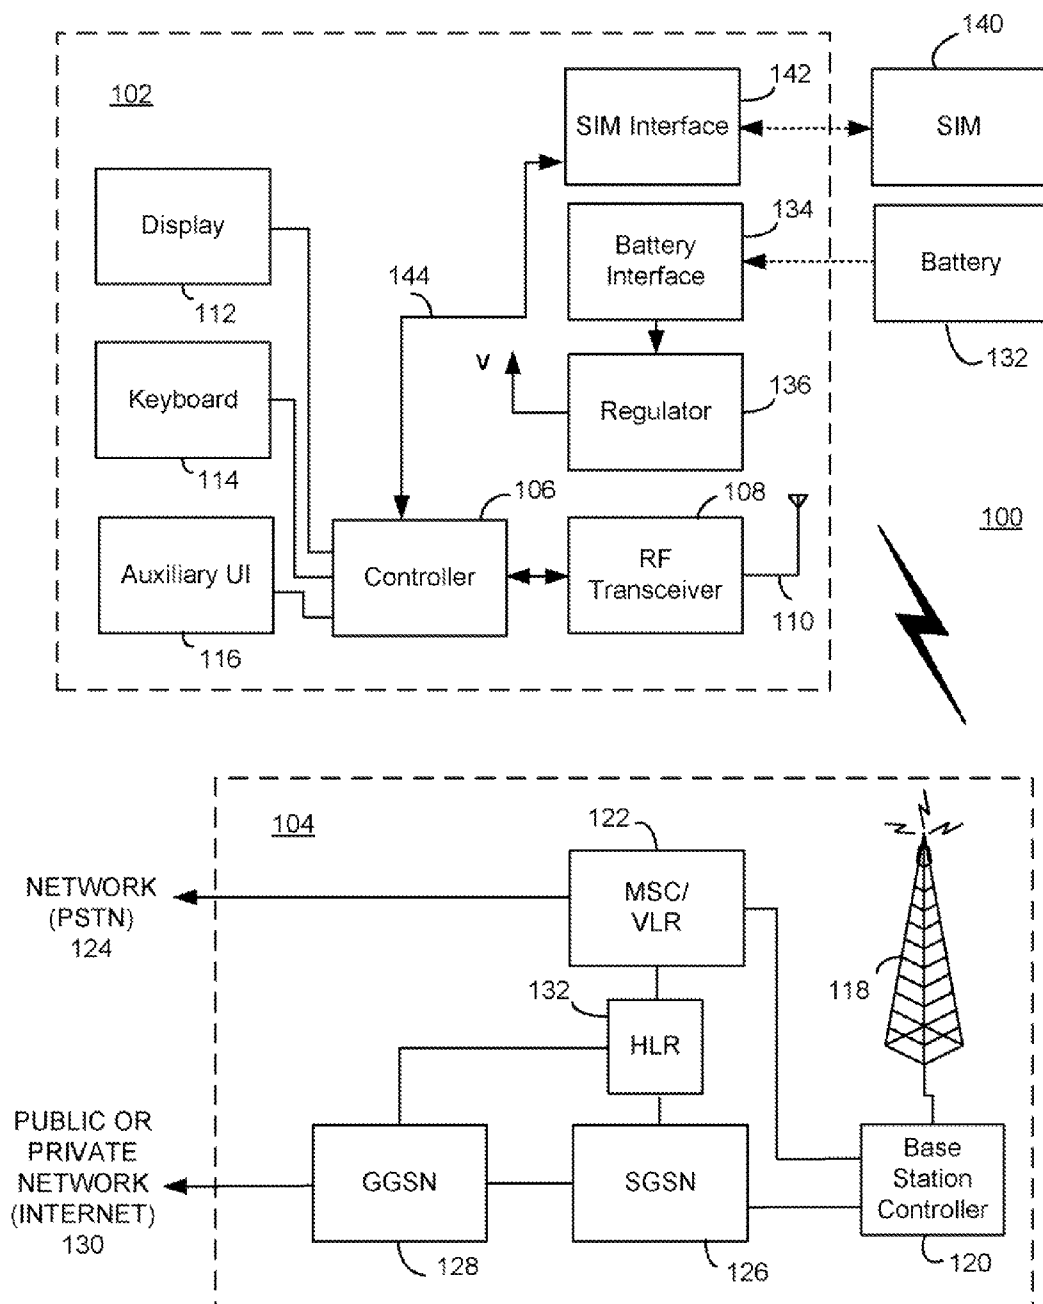 140
102
142
SIM Interface
SIM
Display
134
Battery
Interface
Battery
112
144
132
V
Keyboard
Regulator
136
114
106
108
100
Auxiliary UI
Controller
RF
Transceiver
110
116
104
122
NETWORK
(PSTN)
124
MSC/
VLR
118
132
HLR
PUBLIC OR
PRIVATE
NETWORK
(INTERNET)
130
GGSN
SGSN
Base
Station
Controller
128
126
120